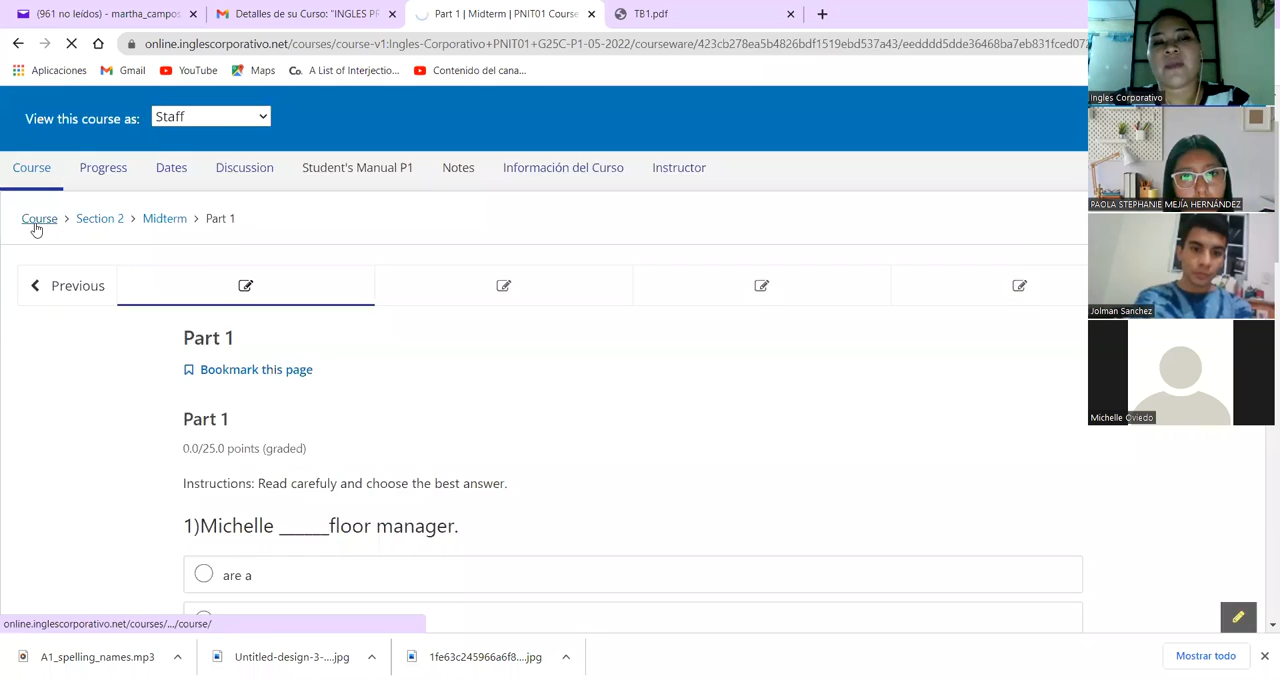 (961 no leídos) - martha_campos
Detalles de su Curso: "INGLES PR
Part 1 | Midterm | PNIT01 Course
TB1.pdf
online.inglescorporativo.net/courses/course-v1:Ingles-Corporativo+PNIT01+G25C-P1-05-2022/courseware/423cb278ea5b4826bdf1519ebd537a43/eedddd5dde36468ba7eb831fced07
Aplicaciones
Gmail
YouTube
Maps
Co. A List of Interjectio...
Contenido del cana...
View this course as:
Staff
Course
Progress
Dates
Discussion
Student's Manual P1
Notes
Información del Curso
Instructor
Course > Section 2 > Midterm > Part 1
Previous
Part 1
Bookmark this page
Part 1
0.0/25.0 points (graded)
Instructions: Read carefuly and choose the best answer.
1)Michelle ______floor manager.
are a
online.inglescorporativo.net/courses/.../course/
A1_spelling_names.mp3
Untitled-design-3-....jpg
1fe63c245966a6f8....jpg
Mostrar todo
Ingles Corporativo
PAOLA STEPHANIE MEJÍA HERNÁNDEZ
Jolman Sanchez
Michelle Oviedo